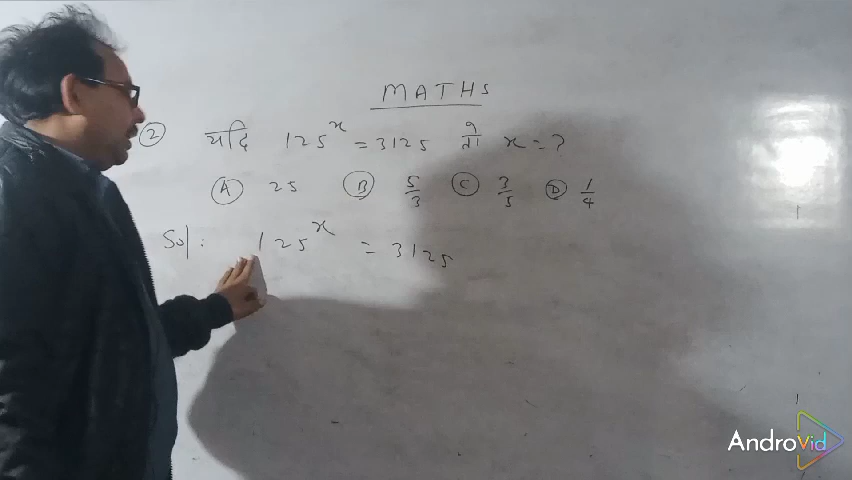 MATHS
② यदि 125^x = 3125 तो x = ?
Ⓐ 25 Ⓑ 5/3 Ⓒ 3/5 Ⓓ 1/4
Sol: 125^x = 3125
AndroVid